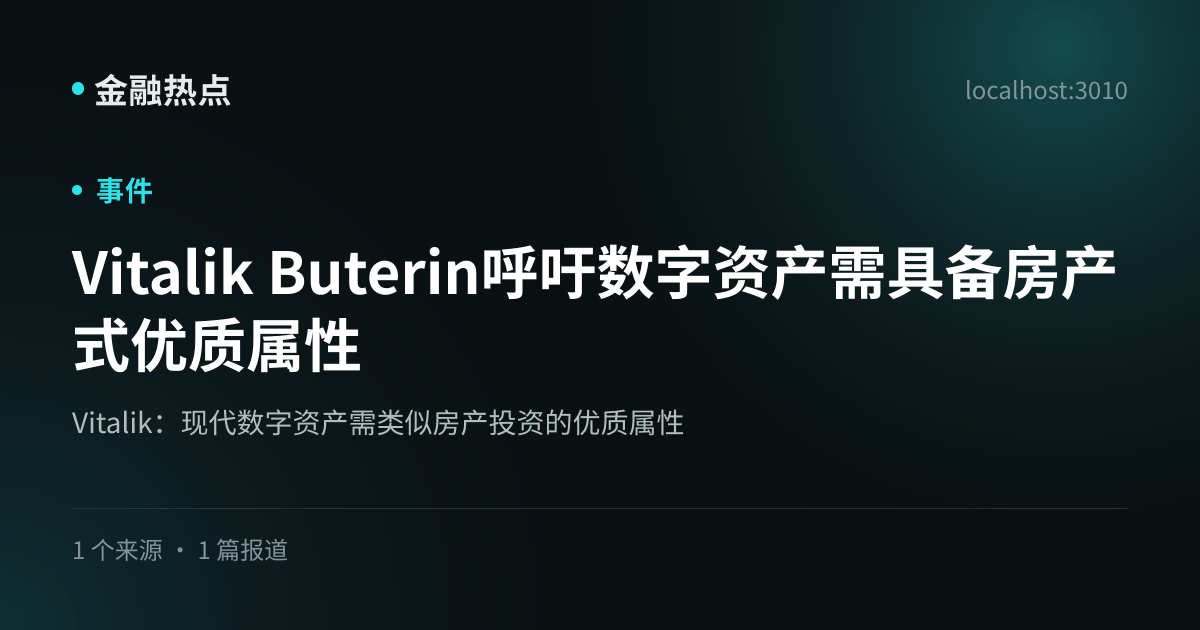 金融热点
localhost:3010
事件
Vitalik Buterin呼吁数字资产需具备房产
式优质属性
Vitalik：现代数字资产需类似房产投资的优质属性
1 个来源 · 1 篇报道